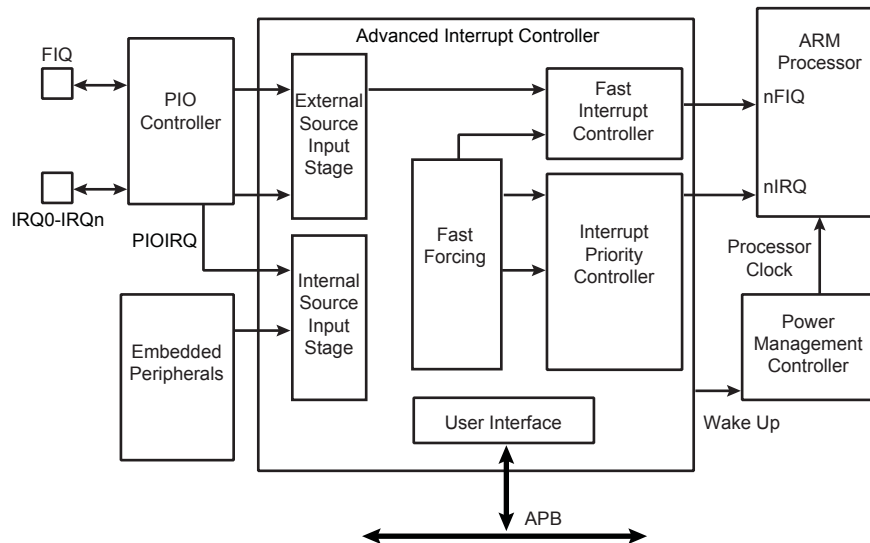 FIQ
IRQ0-IRQn
PIO
Controller
PIOIRQ
Embedded
Peripherals
Advanced Interrupt Controller
External
Source
Input
Stage
Internal
Source
Input
Stage
Fast
Forcing
Fast
Interrupt
Controller
Interrupt
Priority
Controller
User Interface
APB
ARM
Processor
nFIQ
nIRQ
Processor
Clock
Power
Management
Controller
Wake Up